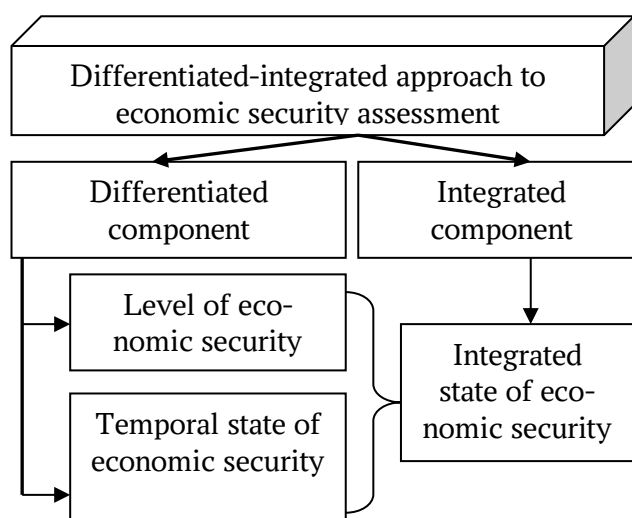 Differentiated-integrated approach to
economic security assessment
Differentiated
component
Integrated
component
Level of eco-
nomic security
Temporal state of
economic security
Integrated
state of eco-
nomic security